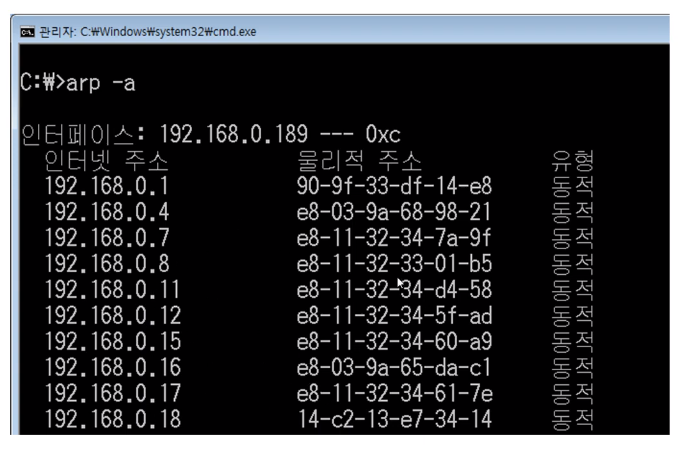 관리자: C:₩Windows₩system32₩cmd.exe
C:₩>arp -a
인터페이스: 192.168.0.189 --- 0xc
인터넷 주소 물리적 주소 유형
192.168.0.1 90-9f-33-df-14-e8 동적
192.168.0.4 e8-03-9a-68-98-21 동적
192.168.0.7 e8-11-32-34-7a-9f 동적
192.168.0.8 e8-11-32-33-01-b5 동적
192.168.0.11 e8-11-32-34-d4-58 동적
192.168.0.12 e8-11-32-34-5f-ad 동적
192.168.0.15 e8-11-32-34-60-a9 동적
192.168.0.16 e8-03-9a-65-da-c1 동적
192.168.0.17 e8-11-32-34-61-7e 동적
192.168.0.18 14-c2-13-e7-34-14 동적